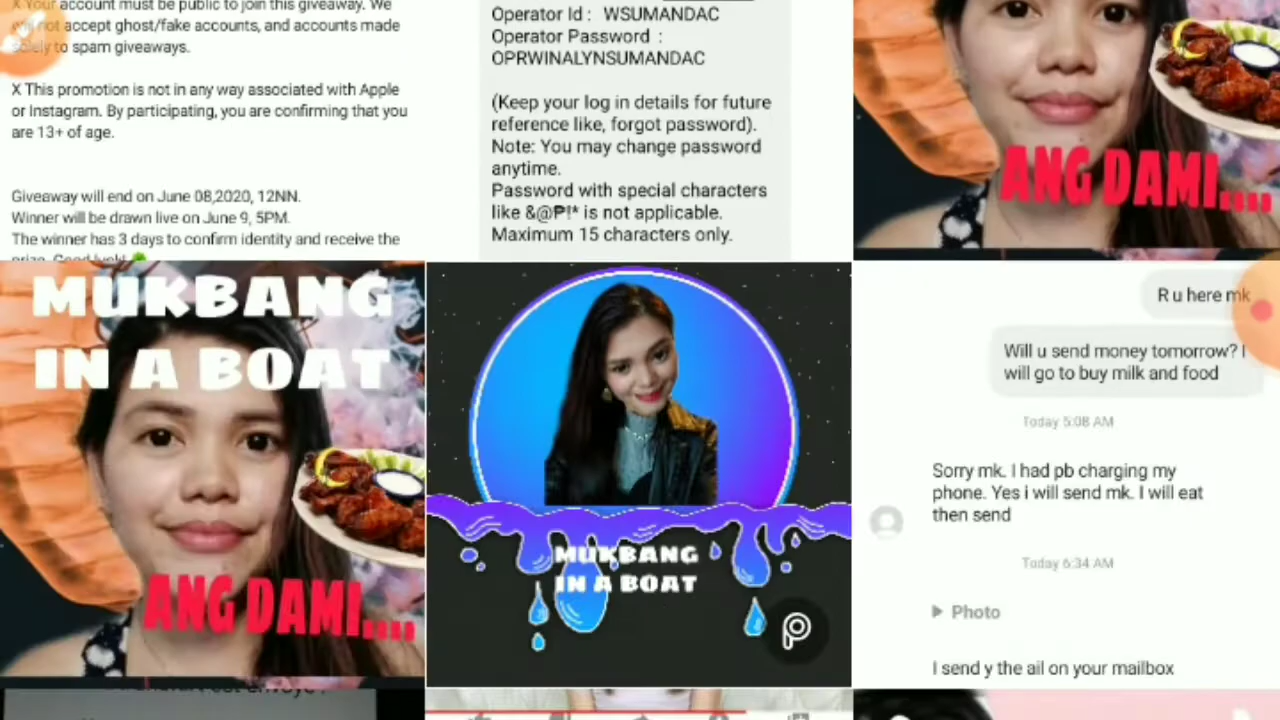 X Your account must be public to join this giveaway. We
will not accept ghost/fake accounts, and accounts made
solely to spam giveaways.
X This promotion is not in any way associated with Apple
or Instagram. By participating, you are confirming that you
are 13+ of age.
Giveaway will end on June 08,2020, 12NN.
Winner will be drawn live on June 9, 5PM.
The winner has 3 days to confirm identity and receive the
prize. Good luck!
Operator Id : WSUMANDAC
Operator Password :
OPRWINALYNSUMANDAC
(Keep your log in details for future
reference like, forgot password).
Note: You may change password
anytime.
Password with special characters
like &@₱!* is not applicable.
Maximum 15 characters only.
ANG DAMI....
MUKBANG
IN A BOAT
ANG DAMI....
MUKBANG
IN A BOAT
R u here mk
Will u send money tomorrow? I
will go to buy milk and food
Today 5:08 AM
Sorry mk. I had pb charging my
phone. Yes i will send mk. I will eat
then send
Today 6:34 AM
Photo
I send y the ail on your mailbox